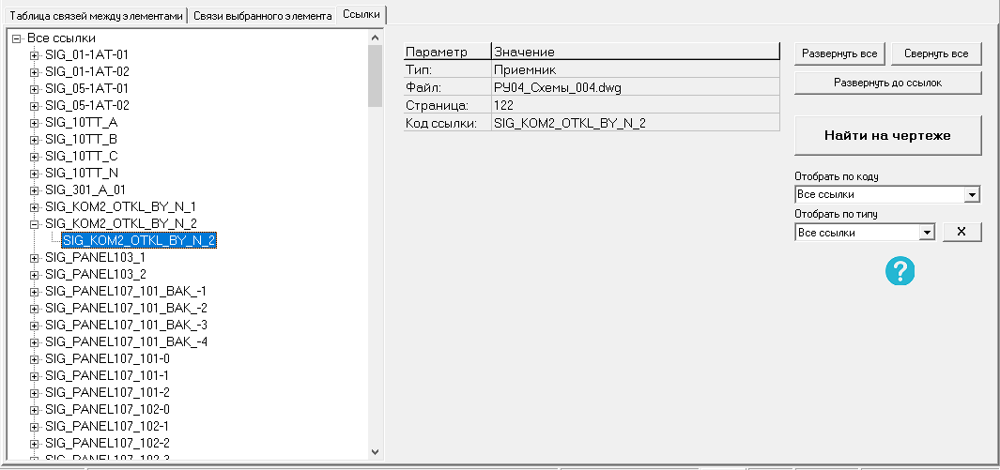 Таблица связей между элементами
Связи выбранного элемента
Ссылки
Все ссылки
SIG_01-1AT-01
SIG_01-1AT-02
SIG_05-1AT-01
SIG_05-1AT-02
SIG_10TT_A
SIG_10TT_B
SIG_10TT_C
SIG_10TT_N
SIG_301_A_01
SIG_KOM2_OTKL_BY_N_1
SIG_KOM2_OTKL_BY_N_2
SIG_KOM2_OTKL_BY_N_2
SIG_PANEL103_1
SIG_PANEL103_2
SIG_PANEL107_101_BAK_-1
SIG_PANEL107_101_BAK_-2
SIG_PANEL107_101_BAK_-3
SIG_PANEL107_101_BAK_-4
SIG_PANEL107_101-0
SIG_PANEL107_101-1
SIG_PANEL107_101-2
SIG_PANEL107_102-0
SIG_PANEL107_102-1
SIG_PANEL107_102-2
SIG_PANEL107_102-3
Параметр Значение
Тип: Приемник
Файл: РУ04_Схемы_004.dwg
Страница: 122
Код ссылки: SIG_KOM2_OTKL_BY_N_2
Развернуть все
Свернуть все
Развернуть до ссылок
Найти на чертеже
Отобрать по коду
Все ссылки
Отобрать по типу
Все ссылки
X
?